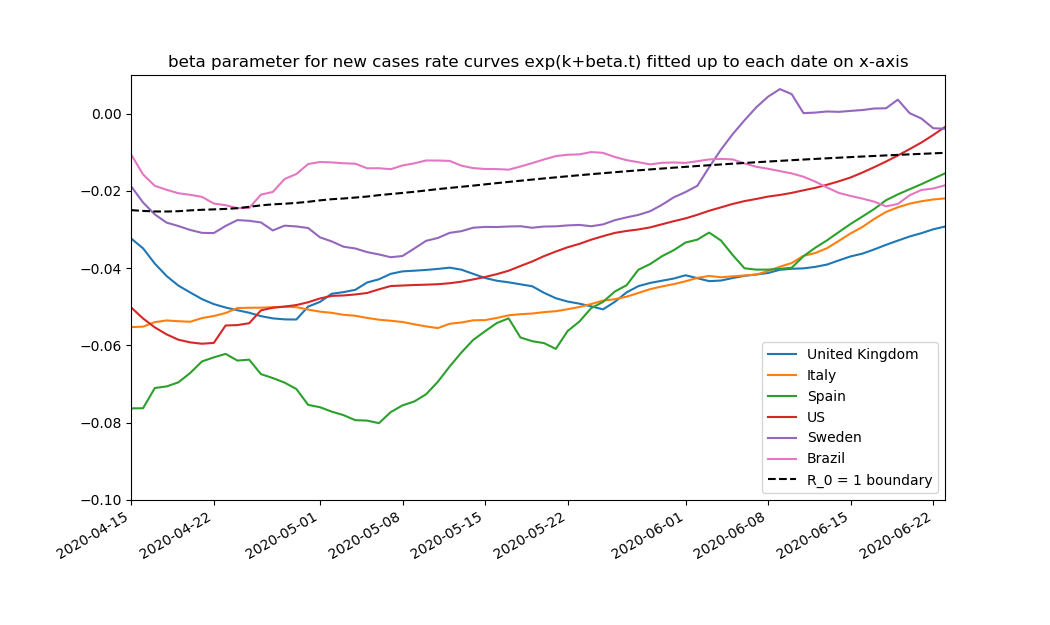 beta parameter for new cases rate curves exp(k+beta.t) fitted up to each date on x-axis
0.00
−0.02
−0.04
−0.06
−0.08
−0.10
United Kingdom
Italy
Spain
US
Sweden
Brazil
R_0 = 1 boundary
2020-04-15
2020-04-22
2020-05-01
2020-05-08
2020-05-15
2020-05-22
2020-06-01
2020-06-08
2020-06-15
2020-06-22